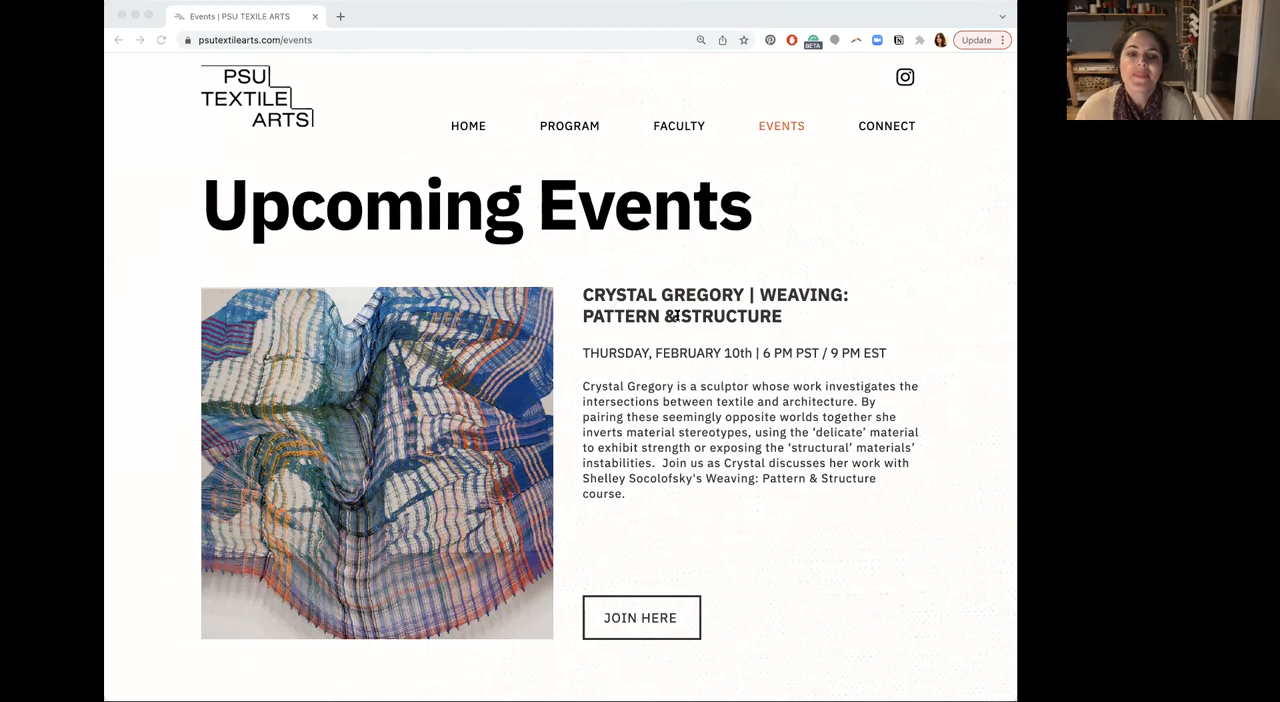 Events | PSU TEXTILE ARTS
psutextilearts.com/events
BETA
Update
PSU
TEXTILE
ARTS
HOME
PROGRAM
FACULTY
EVENTS
CONNECT
Upcoming Events
CRYSTAL GREGORY | WEAVING:
PATTERN & STRUCTURE
THURSDAY, FEBRUARY 10th | 6 PM PST / 9 PM EST
Crystal Gregory is a sculptor whose work investigates the
intersections between textile and architecture. By
pairing these seemingly opposite worlds together she
inverts material stereotypes, using the ‘delicate’ material
to exhibit strength or exposing the ‘structural’ materials’
instabilities.  Join us as Crystal discusses her work with
Shelley Socolofsky's Weaving: Pattern & Structure
course.
JOIN HERE